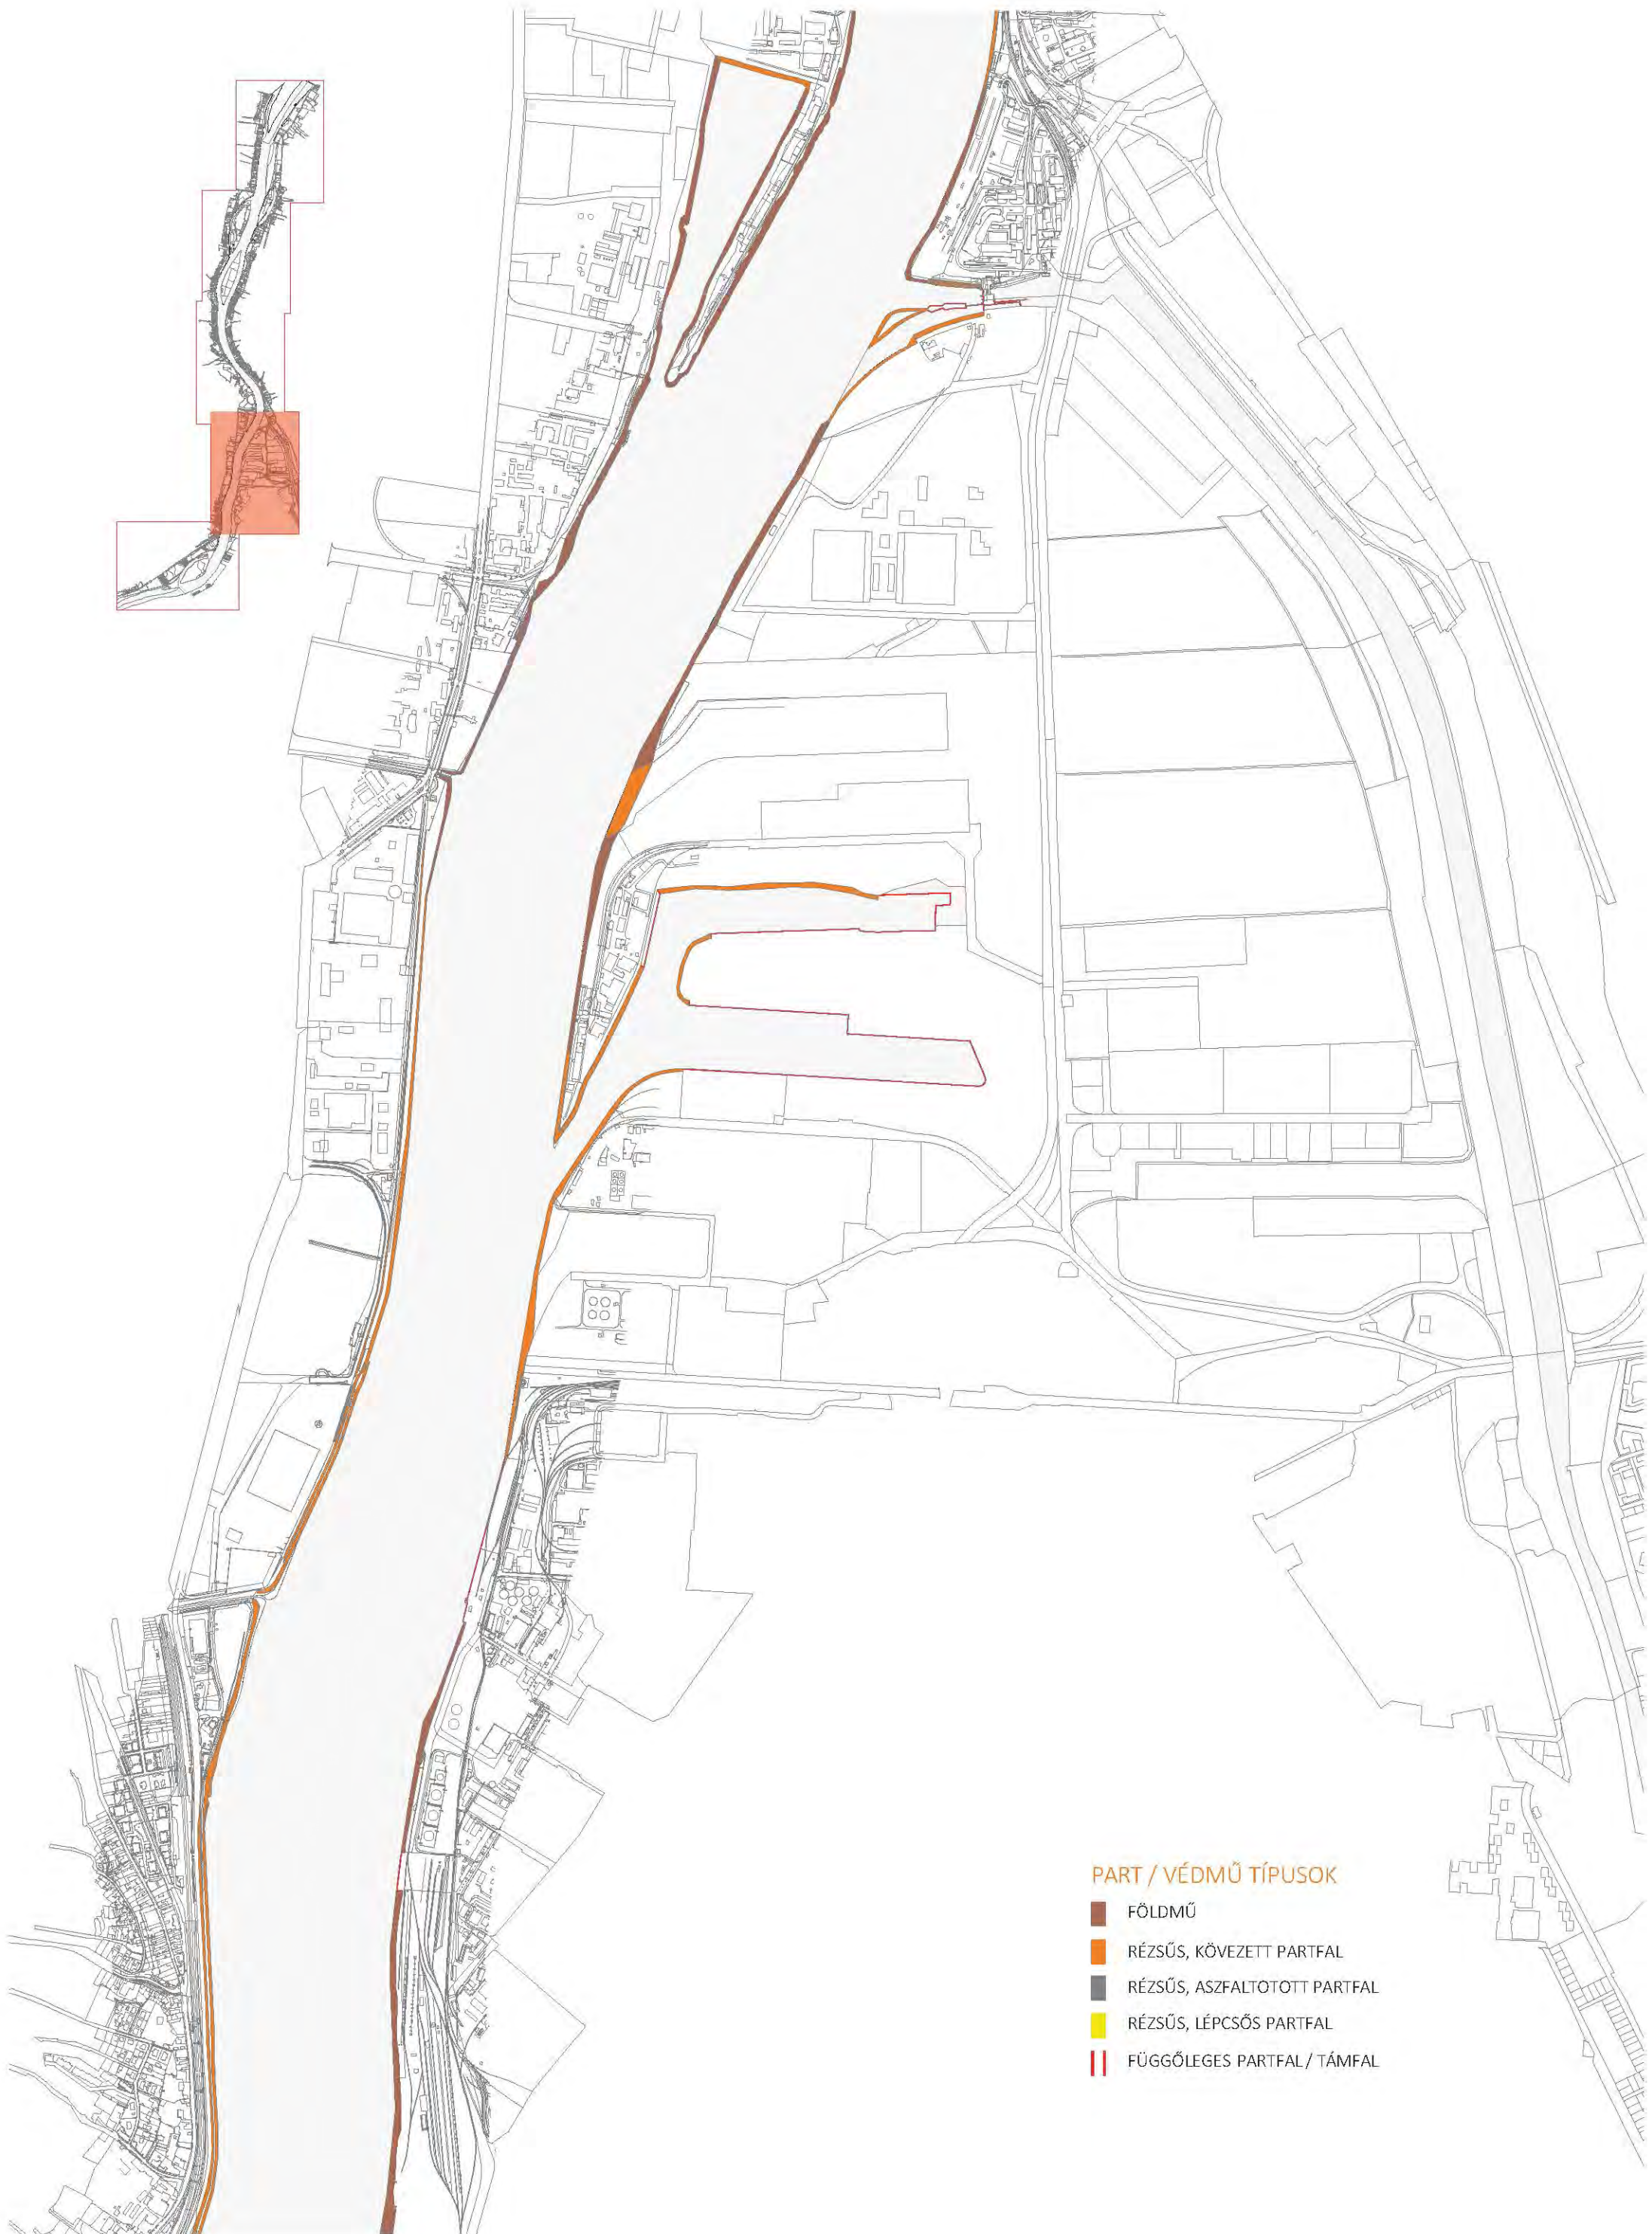 PART / VÉDMŰ TÍPUSOK
FÖLDMŰ
RÉZSŰS, KÖVEZETT PARTFAL
RÉZSŰS, ASZFALTOTOTT PARTFAL
RÉZSŰS, LÉPCSŐS PARTFAL
FÜGGŐLEGES PARTFAL / TÁMFAL